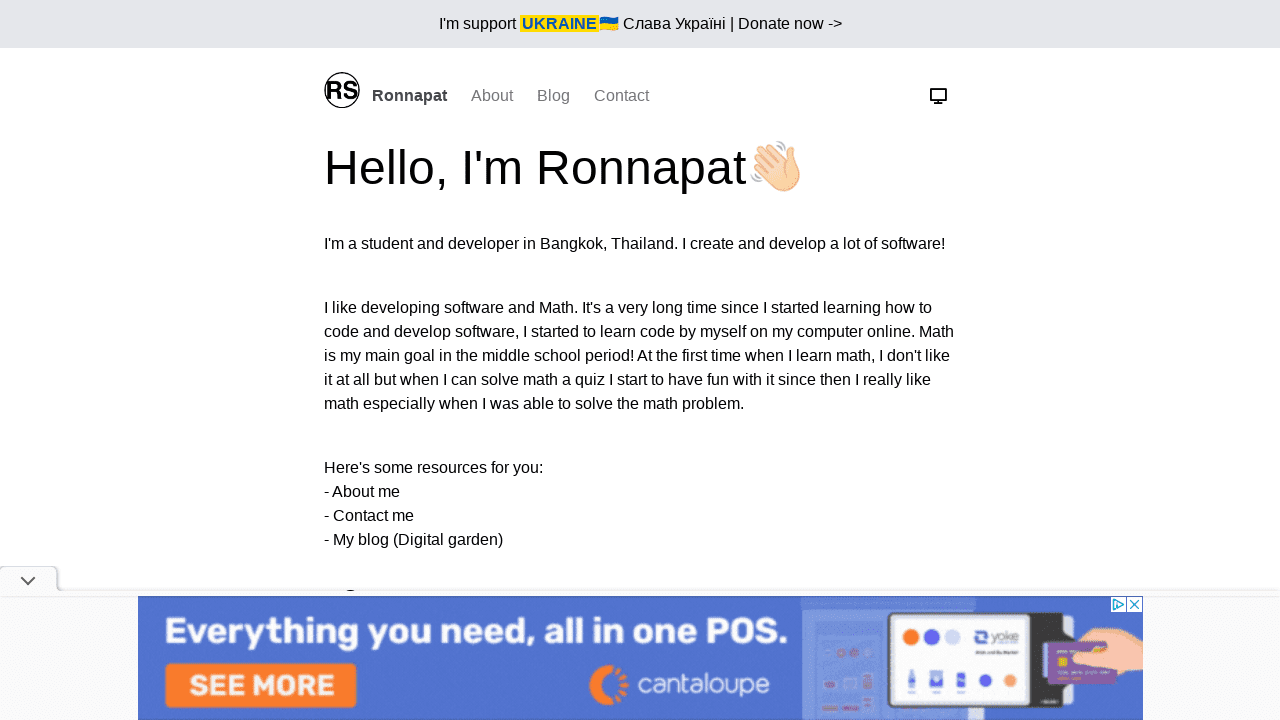 I'm support UKRAINE🇺🇦 Слава Україні | Donate now ->
RS Ronnapat About Blog Contact
Hello, I'm Ronnapat👋🏻
I'm a student and developer in Bangkok, Thailand. I create and develop a lot of software!
I like developing software and Math. It's a very long time since I started learning how to
code and develop software, I started to learn code by myself on my computer online. Math
is my main goal in the middle school period! At the first time when I learn math, I don't like
it at all but when I can solve math a quiz I start to have fun with it since then I really like
math especially when I was able to solve the math problem.
Here's some resources for you:
- About me
- Contact me
- My blog (Digital garden)
Everything you need, all in one POS.
SEE MORE
cantaloupe
yoke